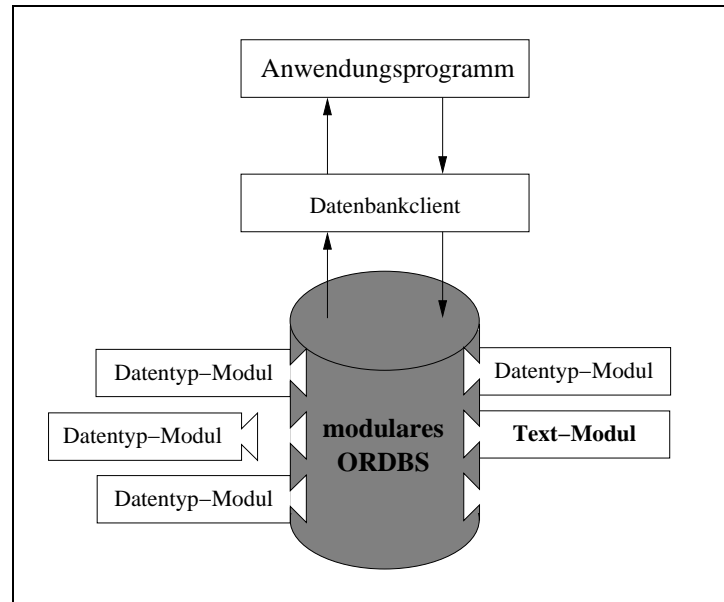 Anwendungsprogramm
Datenbankclient
Datentyp−Modul
Datentyp−Modul
Datentyp−Modul
modulares
ORDBS
Datentyp−Modul
Text−Modul